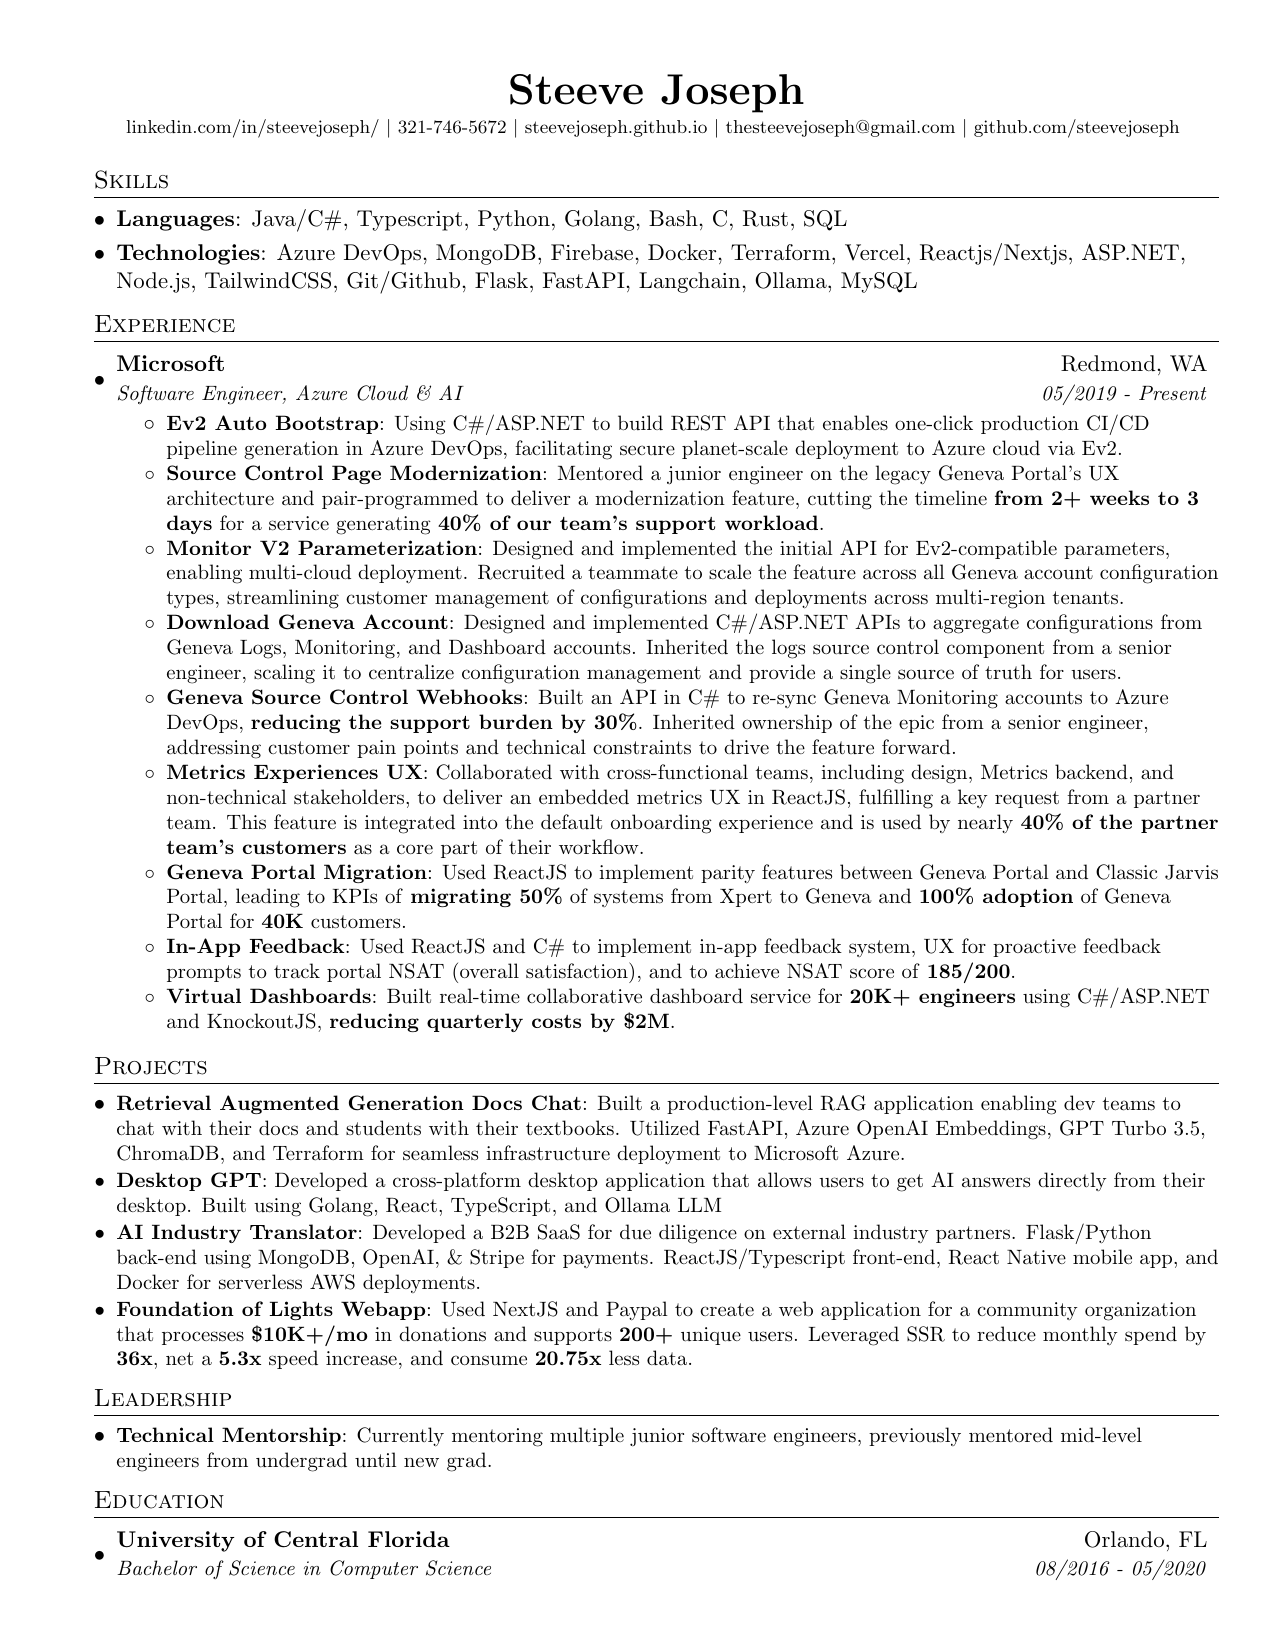 Steeve Joseph
linkedin.com/in/steevejoseph/ | 321-746-5672 | steevejoseph.github.io | thesteevejoseph@gmail.com | github.com/steevejoseph
Skills
• Languages: Java/C#, Typescript, Python, Golang, Bash, C, Rust, SQL
• Technologies: Azure DevOps, MongoDB, Firebase, Docker, Terraform, Vercel, Reactjs/Nextjs, ASP.NET,
Node.js, TailwindCSS, Git/Github, Flask, FastAPI, Langchain, Ollama, MySQL
Experience
• Microsoft Redmond, WA
Software Engineer, Azure Cloud & AI 05/2019 - Present
◦ Ev2 Auto Bootstrap: Using C#/ASP.NET to build REST API that enables one-click production CI/CD
pipeline generation in Azure DevOps, facilitating secure planet-scale deployment to Azure cloud via Ev2.
◦ Source Control Page Modernization: Mentored a junior engineer on the legacy Geneva Portal's UX
architecture and pair-programmed to deliver a modernization feature, cutting the timeline from 2+ weeks to 3
days for a service generating 40% of our team's support workload.
◦ Monitor V2 Parameterization: Designed and implemented the initial API for Ev2-compatible parameters,
enabling multi-cloud deployment. Recruited a teammate to scale the feature across all Geneva account configuration
types, streamlining customer management of configurations and deployments across multi-region tenants.
◦ Download Geneva Account: Designed and implemented C#/ASP.NET APIs to aggregate configurations from
Geneva Logs, Monitoring, and Dashboard accounts. Inherited the logs source control component from a senior
engineer, scaling it to centralize configuration management and provide a single source of truth for users.
◦ Geneva Source Control Webhooks: Built an API in C# to re-sync Geneva Monitoring accounts to Azure
DevOps, reducing the support burden by 30%. Inherited ownership of the epic from a senior engineer,
addressing customer pain points and technical constraints to drive the feature forward.
◦ Metrics Experiences UX: Collaborated with cross-functional teams, including design, Metrics backend, and
non-technical stakeholders, to deliver an embedded metrics UX in ReactJS, fulfilling a key request from a partner
team. This feature is integrated into the default onboarding experience and is used by nearly 40% of the partner
team's customers as a core part of their workflow.
◦ Geneva Portal Migration: Used ReactJS to implement parity features between Geneva Portal and Classic Jarvis
Portal, leading to KPIs of migrating 50% of systems from Xpert to Geneva and 100% adoption of Geneva
Portal for 40K customers.
◦ In-App Feedback: Used ReactJS and C# to implement in-app feedback system, UX for proactive feedback
prompts to track portal NSAT (overall satisfaction), and to achieve NSAT score of 185/200.
◦ Virtual Dashboards: Built real-time collaborative dashboard service for 20K+ engineers using C#/ASP.NET
and KnockoutJS, reducing quarterly costs by $2M.
Projects
• Retrieval Augmented Generation Docs Chat: Built a production-level RAG application enabling dev teams to
chat with their docs and students with their textbooks. Utilized FastAPI, Azure OpenAI Embeddings, GPT Turbo 3.5,
ChromaDB, and Terraform for seamless infrastructure deployment to Microsoft Azure.
• Desktop GPT: Developed a cross-platform desktop application that allows users to get AI answers directly from their
desktop. Built using Golang, React, TypeScript, and Ollama LLM
• AI Industry Translator: Developed a B2B SaaS for due diligence on external industry partners. Flask/Python
back-end using MongoDB, OpenAI, & Stripe for payments. ReactJS/Typescript front-end, React Native mobile app, and
Docker for serverless AWS deployments.
• Foundation of Lights Webapp: Used NextJS and Paypal to create a web application for a community organization
that processes $10K+/mo in donations and supports 200+ unique users. Leveraged SSR to reduce monthly spend by
36x, net a 5.3x speed increase, and consume 20.75x less data.
Leadership
• Technical Mentorship: Currently mentoring multiple junior software engineers, previously mentored mid-level
engineers from undergrad until new grad.
Education
• University of Central Florida Orlando, FL
Bachelor of Science in Computer Science 08/2016 - 05/2020